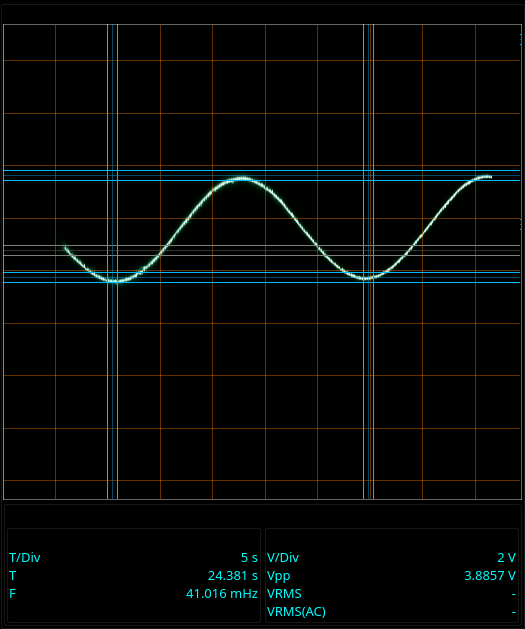 T/Div 5 s
T 24.381 s
F 41.016 mHz
V/Div 2 V
Vpp 3.8857 V
VRMS -
VRMS(AC) -